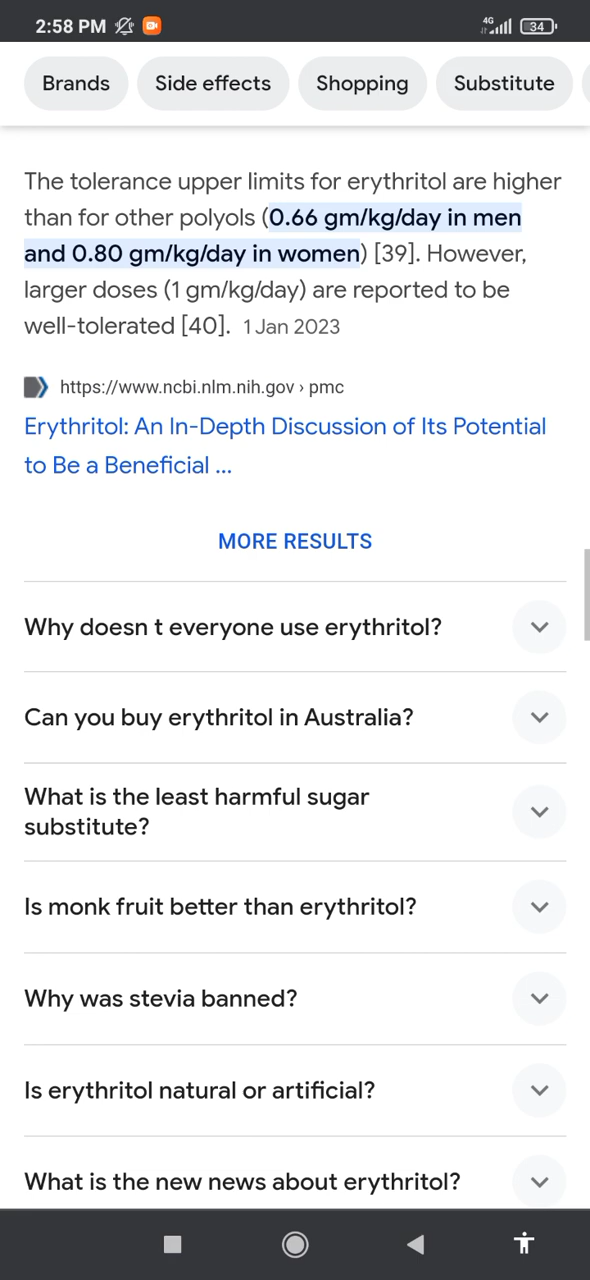 2:58 PM 4G 34
Brands Side effects Shopping Substitute
The tolerance upper limits for erythritol are higher
than for other polyols (0.66 gm/kg/day in men
and 0.80 gm/kg/day in women) [39]. However,
larger doses (1 gm/kg/day) are reported to be
well-tolerated [40]. 1 Jan 2023
https://www.ncbi.nlm.nih.gov › pmc
Erythritol: An In-Depth Discussion of Its Potential
to Be a Beneficial ...
MORE RESULTS
Why doesn t everyone use erythritol?
Can you buy erythritol in Australia?
What is the least harmful sugar
substitute?
Is monk fruit better than erythritol?
Why was stevia banned?
Is erythritol natural or artificial?
What is the new news about erythritol?